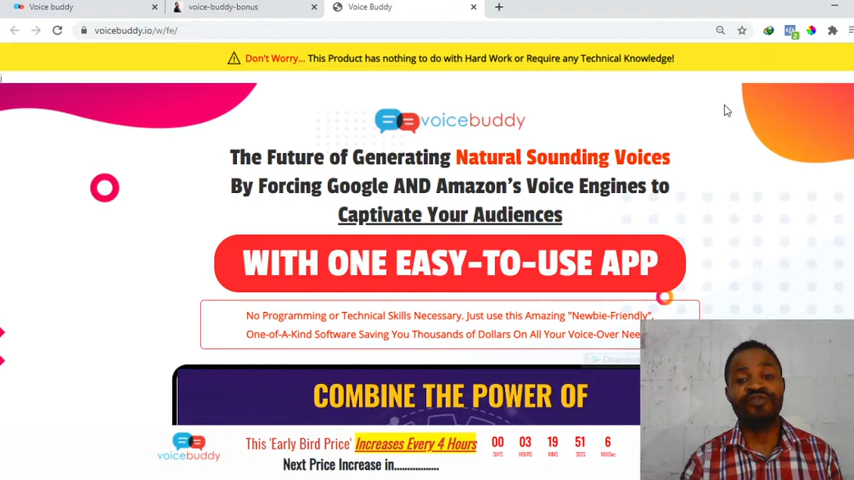 Voice buddy
voice-buddy-bonus
Voice Buddy
voicebuddy.io/w/fe/
2
Don't Worry... This Product has nothing to do with Hard Work or Require any Technical Knowledge!
voicebuddy
The Future of Generating Natural Sounding Voices
By Forcing Google AND Amazon's Voice Engines to
Captivate Your Audiences
WITH ONE EASY-TO-USE APP
No Programming or Technical Skills Necessary. Just use this Amazing "Newbie-Friendly",
One-of-A-Kind Software Saving You Thousands of Dollars On All Your Voice-Over
COMBINE THE POWER OF
voicebuddy
This 'Early Bird Price' Increases Every 4 Hours
Next Price Increase in..................
00 03 19 51 6
DAYS HOURS MINS SECS